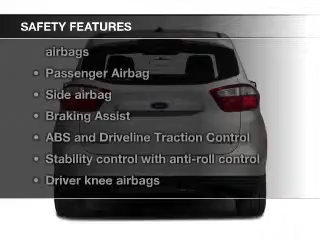 SAFETY FEATURES
airbags
• Passenger Airbag
• Side airbag
• Braking Assist
• ABS and Driveline Traction Control
• Stability control with anti-roll control
• Driver knee airbags
Ford